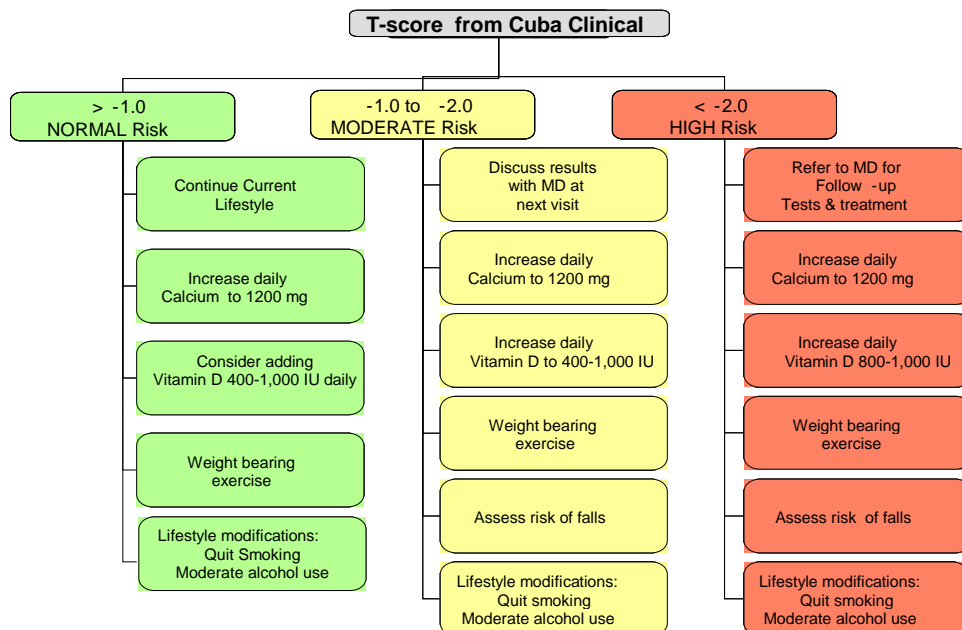 T-score from Cuba Clinical
> -1.0
NORMAL Risk
Continue Current
Lifestyle
Increase daily
Calcium to 1200 mg
Consider adding
Vitamin D 400-1,000 IU daily
Weight bearing
exercise
Lifestyle modifications:
Quit Smoking
Moderate alcohol use
-1.0 to -2.0
MODERATE Risk
Discuss results
with MD at
next visit
Increase daily
Calcium to 1200 mg
Increase daily
Vitamin D to 400-1,000 IU
Weight bearing
exercise
Assess risk of falls
Lifestyle modifications:
Quit smoking
Moderate alcohol use
< -2.0
HIGH Risk
Refer to MD for
Follow -up
Tests & treatment
Increase daily
Calcium to 1200 mg
Increase daily
Vitamin D 800-1,000 IU
Weight bearing
exercise
Assess risk of falls
Lifestyle modifications:
Quit smoking
Moderate alcohol use